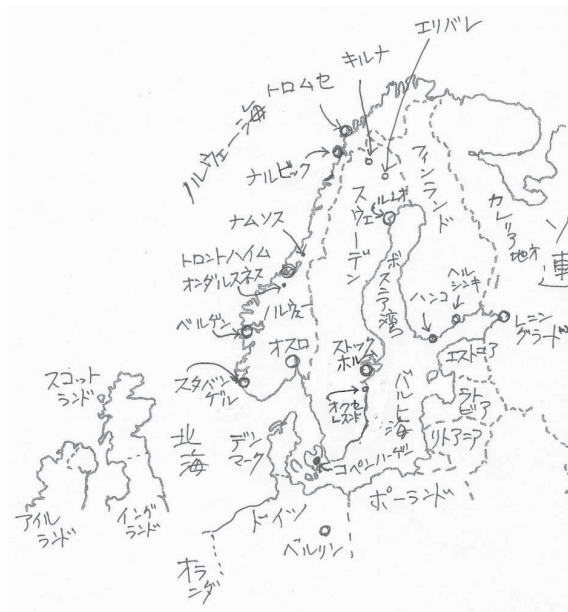 エリバレ
キルナ
トロムセ
ノルウェー海
ナルビック
フィンランド
カレリア地方
ソ
車
スウェーデン
ルレオ
ナムソス
トロントハイム
オンダルスネス
ボスニア湾
ヘル
シンキ
ハンコ
レニン
グラード
ノルウェー
ベルゲン
オスロ
ストック
ホルム
エストニア
スタバン
ゲル
スコット
ランド
オクセ
レスンド
バルト海
ラト
ビア
リトアニア
北海
デン
マーク
コペンハーゲン
ポーランド
アイル
ランド
イング
ランド
ドイツ
ベルリン
オラ
ンダ